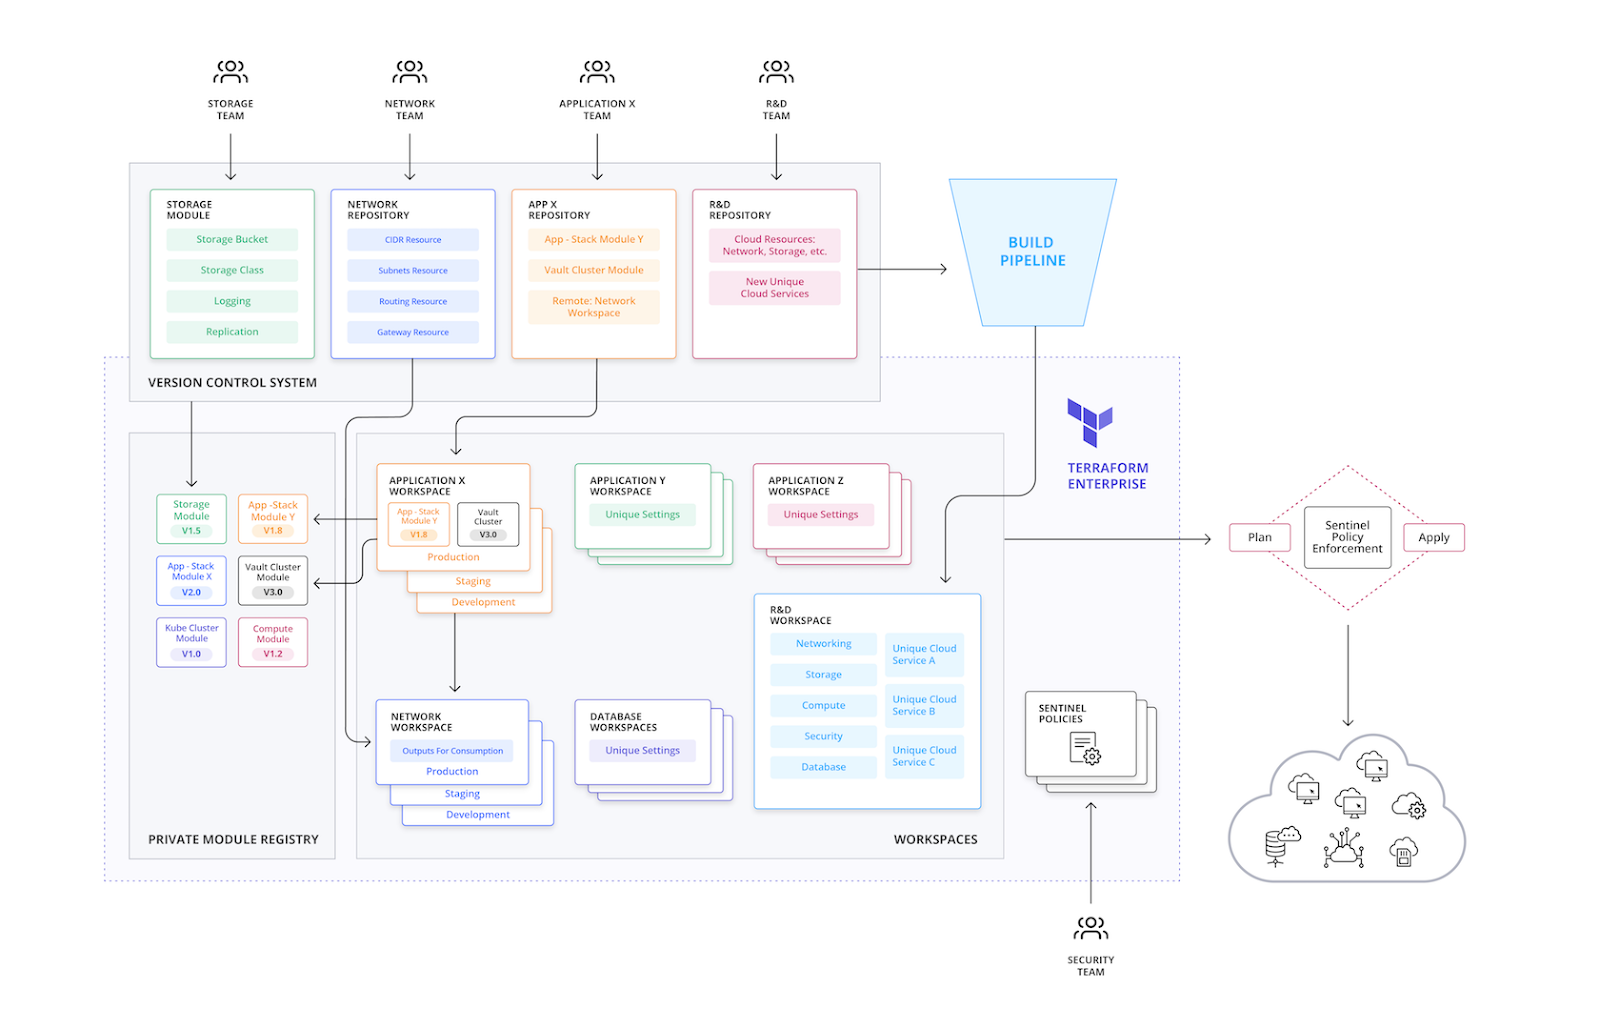 STORAGE
TEAM
NETWORK
TEAM
APPLICATION X
TEAM
R&D
TEAM
STORAGE
MODULE
Storage Bucket
Storage Class
Logging
Replication
NETWORK
REPOSITORY
CIDR Resource
Subnets Resource
Routing Resource
Gateway Resource
APP X
REPOSITORY
App - Stack Module Y
Vault Cluster Module
Remote: Network
Workspace
R&D
REPOSITORY
Cloud Resources:
Network, Storage, etc.
New Unique
Cloud Services
VERSION CONTROL SYSTEM
BUILD
PIPELINE
TERRAFORM
ENTERPRISE
Storage
Module
V1.5
App -Stack
Module Y
V1.8
App - Stack
Module X
V2.0
Vault Cluster
Module
V3.0
Kube Cluster
Module
V1.0
Compute
Module
V1.2
PRIVATE MODULE REGISTRY
APPLICATION X
WORKSPACE
App - Stack
Module Y
V1.8
Vault
Cluster
V3.0
Production
Staging
Development
APPLICATION Y
WORKSPACE
Unique Settings
APPLICATION Z
WORKSPACE
Unique Settings
NETWORK
WORKSPACE
Outputs For Consumption
Production
Staging
Development
DATABASE
WORKSPACES
Unique Settings
R&D
WORKSPACE
Networking
Storage
Compute
Security
Database
Unique Cloud
Service A
Unique Cloud
Service B
Unique Cloud
Service C
WORKSPACES
SENTINEL
POLICIES
SECURITY
TEAM
Plan
Sentinel
Policy
Enforcement
Apply